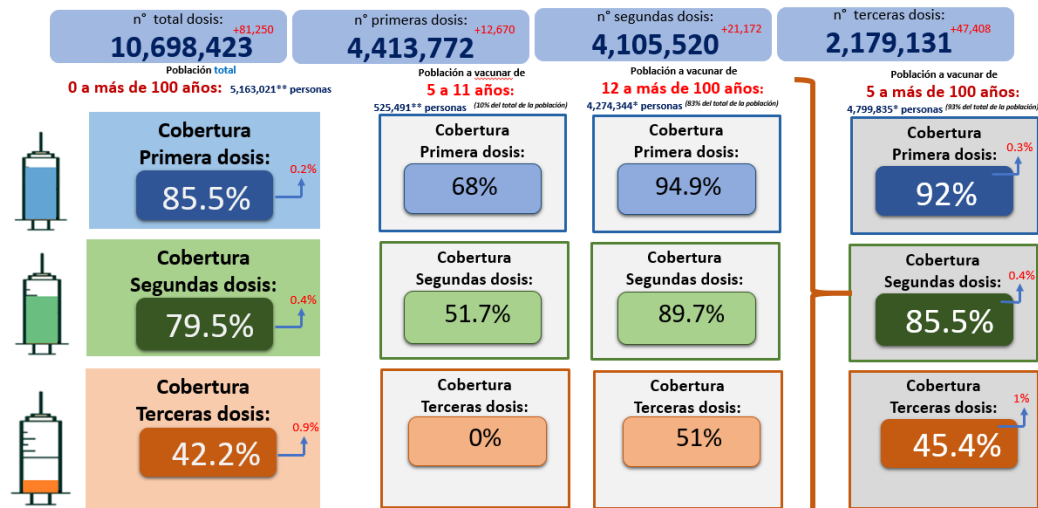 n° total dosis:
+81,250
10,698,423
n° primeras dosis:
+12,670
4,413,772
n° segundas dosis:
+21,172
4,105,520
n° terceras dosis:
+47,408
2,179,131
Población total
0 a más de 100 años: 5,163,021** personas
Población a vacunar de
5 a 11 años:
525,491** personas (10% del total de la población)
Población a vacunar de
12 a más de 100 años:
4,274,344* personas (83% del total de la población)
Población a vacunar de
5 a más de 100 años:
4,799,835* personas (93% del total de la población)
Cobertura
Primera dosis:
85.5%
0.2%
Cobertura
Primera dosis:
68%
Cobertura
Primera dosis:
94.9%
Cobertura
Primera dosis:
92%
0.3%
Cobertura
Segundas dosis:
79.5%
0.4%
Cobertura
Segundas dosis:
51.7%
Cobertura
Segundas dosis:
89.7%
Cobertura
Segundas dosis:
85.5%
0.4%
Cobertura
Terceras dosis:
42.2%
0.9%
Cobertura
Terceras dosis:
0%
Cobertura
Terceras dosis:
51%
Cobertura
Terceras dosis:
45.4%
1%